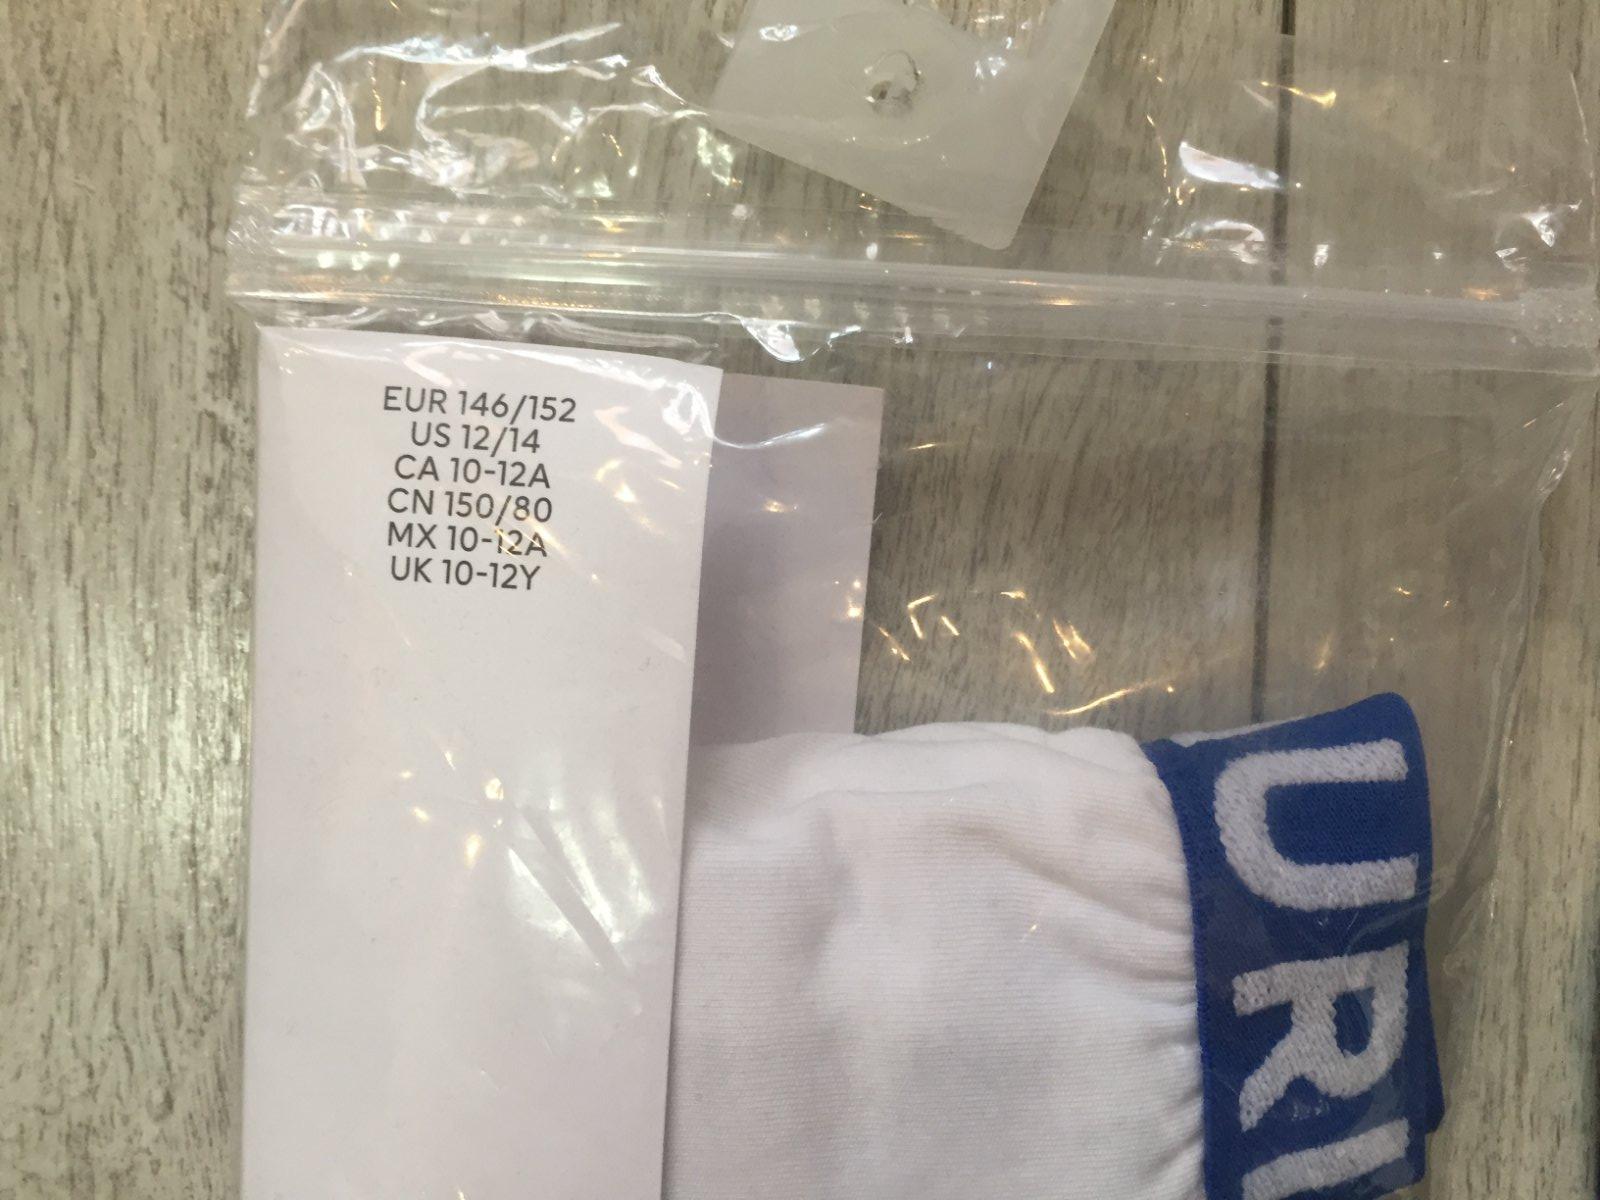 EUR 146/152
US 12/14
CA 10-12A
CN 150/80
MX 10-12A
UK 10-12Y
URI